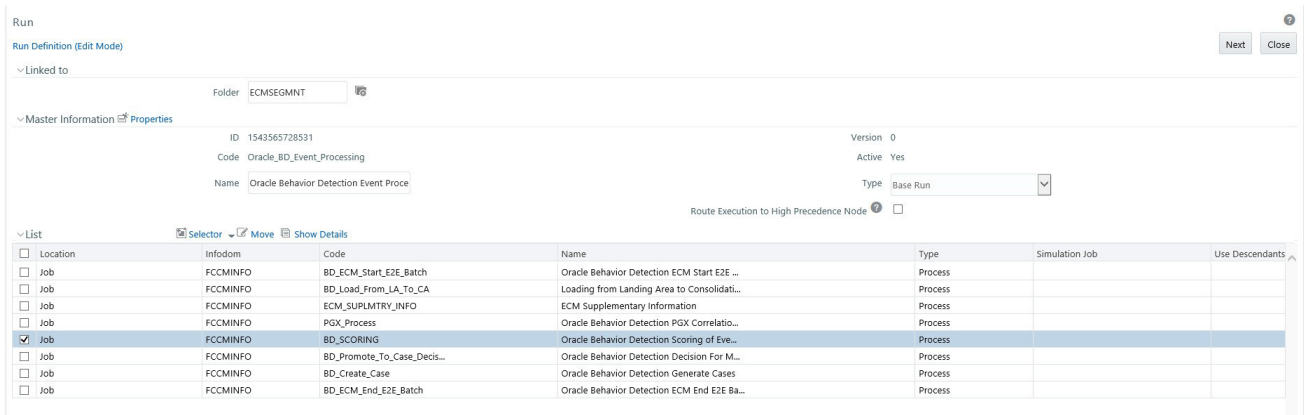 Run
Run Definition (Edit Mode)
Next Close
Linked to
Folder ECMSEGMNT
Master Information Properties
ID 1543565728531 Version 0
Code Oracle_BD_Event_Processing Active Yes
Name Oracle Behavior Detection Event Proce Type Base Run
Route Execution to High Precedence Node ?
List Selector Move Show Details
Location Infodom Code Name Type Simulation Job Use Descendants
Job FCCMINFO BD_ECM_Start_E2E_Batch Oracle Behavior Detection ECM Start E2E ... Process
Job FCCMINFO BD_Load_From_LA_To_CA Loading from Landing Area to Consolidati... Process
Job FCCMINFO ECM_SUPLMTRY_INFO ECM Supplementary Information Process
Job FCCMINFO PGX_Process Oracle Behavior Detection PGX Correlatio... Process
Job FCCMINFO BD_SCORING Oracle Behavior Detection Scoring of Eve... Process
Job FCCMINFO BD_Promote_To_Case_Decis... Oracle Behavior Detection Decision For M... Process
Job FCCMINFO BD_Create_Case Oracle Behavior Detection Generate Cases Process
Job FCCMINFO BD_ECM_End_E2E_Batch Oracle Behavior Detection ECM End E2E Ba... Process